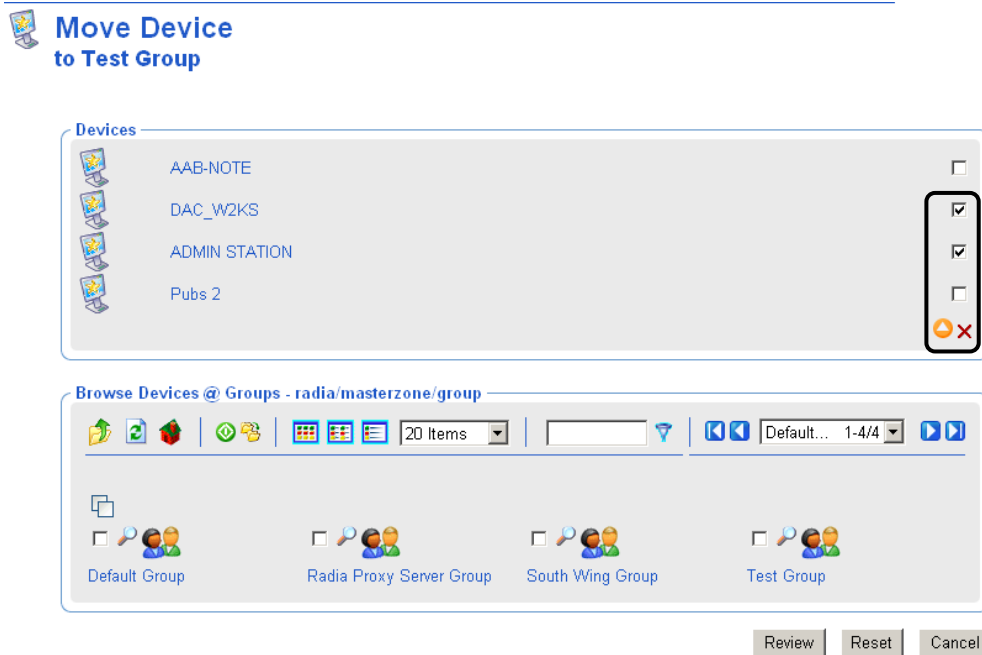 Move Device
to Test Group
Devices
AAB-NOTE
DAC_W2KS
ADMIN STATION
Pubs 2
Browse Devices @ Groups - radia/masterzone/group
20 Items Default... 1-4/4
Default Group Radia Proxy Server Group South Wing Group Test Group
Review Reset Cancel